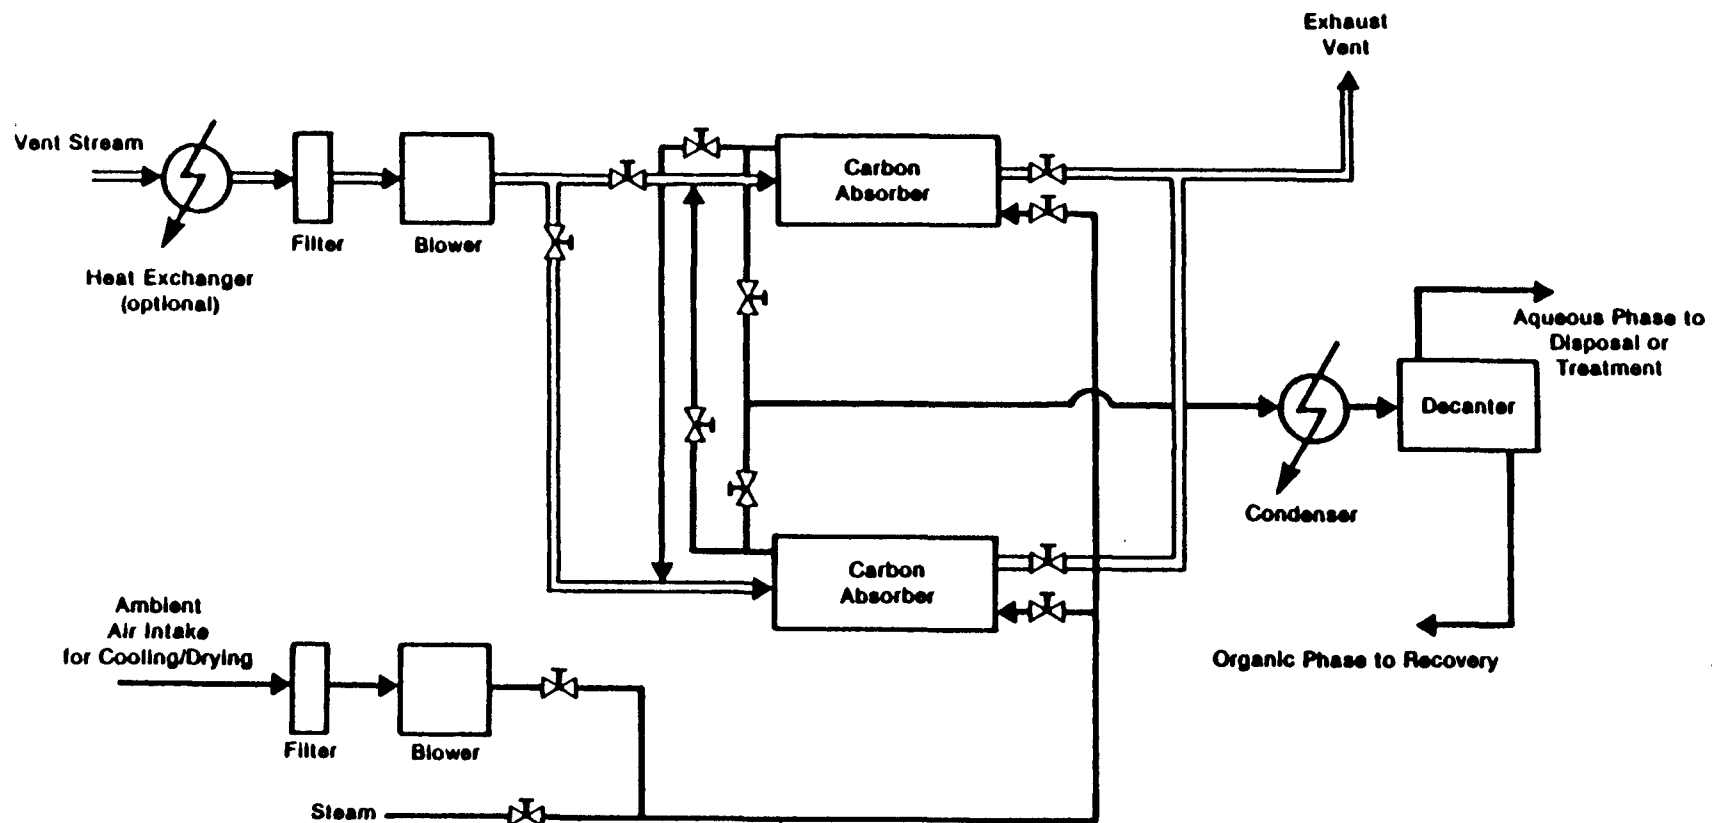 Exhaust
Vent
Vent Stream
Carbon
Absorber
Filter
Blower
Heat Exchanger
(optional)
Aqueous Phase to
Disposal or
Treatment
Decanter
Condenser
Carbon
Absorber
Ambient
Air Intake
for Cooling/Drying
Organic Phase to Recovery
Filter
Blower
Steam